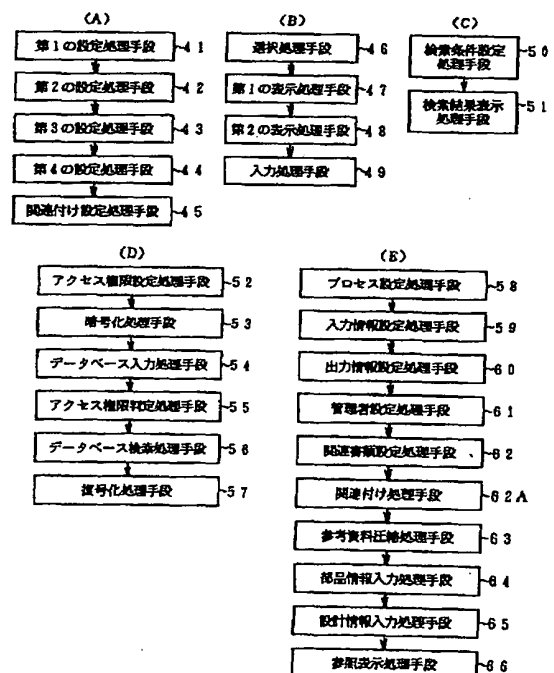 (A)
第1の設定処理手段 41
第2の設定処理手段 42
第3の設定処理手段 43
第4の設定処理手段 44
関連付け設定処理手段 45
(B)
選択処理手段 46
第1の表示処理手段 47
第2の表示処理手段 48
入力処理手段 49
(C)
検索条件設定
処理手段 50
検索結果表示
処理手段 51
(D)
アクセス権限設定処理手段 52
暗号化処理手段 53
データベース入力処理手段 54
アクセス権限判定処理手段 55
データベース検索処理手段 56
復号化処理手段 57
(E)
プロセス設定処理手段 58
入力情報設定処理手段 59
出力情報設定処理手段 60
管理者設定処理手段 61
関連書類設定処理手段 62
関連付け処理手段 62A
参考資料圧縮処理手段 63
部品情報入力処理手段 64
設計情報入力処理手段 65
参照表示処理手段 66